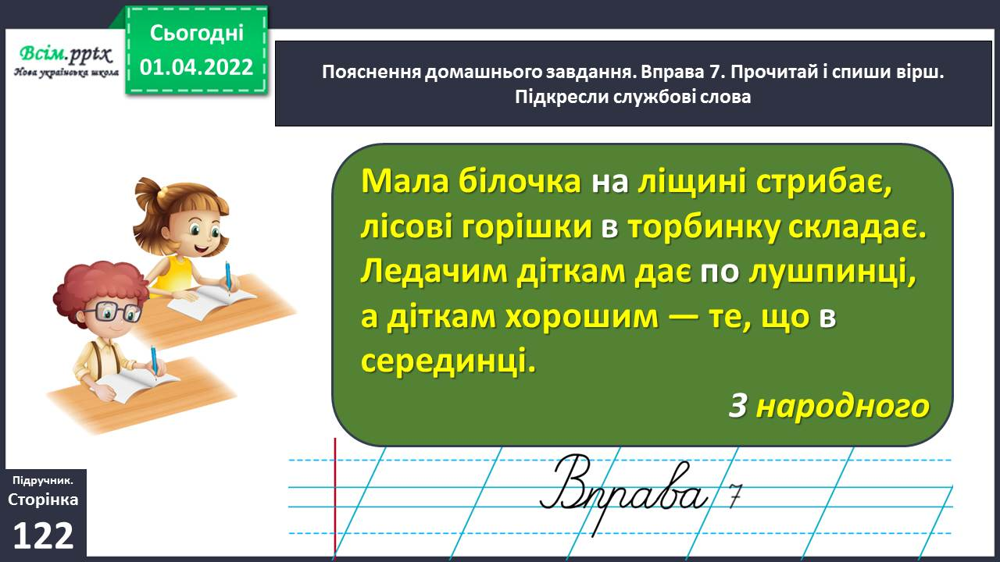 Всім.pptx
Нова українська школа
Сьогодні
01.04.2022
Пояснення домашнього завдання. Вправа 7. Прочитай і спиши вірш.
Підкресли службові слова
Мала білочка на ліщині стрибає,
лісові горішки в торбинку складає.
Ледачим діткам дає по лушпинці,
а діткам хорошим — те, що в
серединці.
З народного
Вправа 7
Підручник.
Сторінка
122